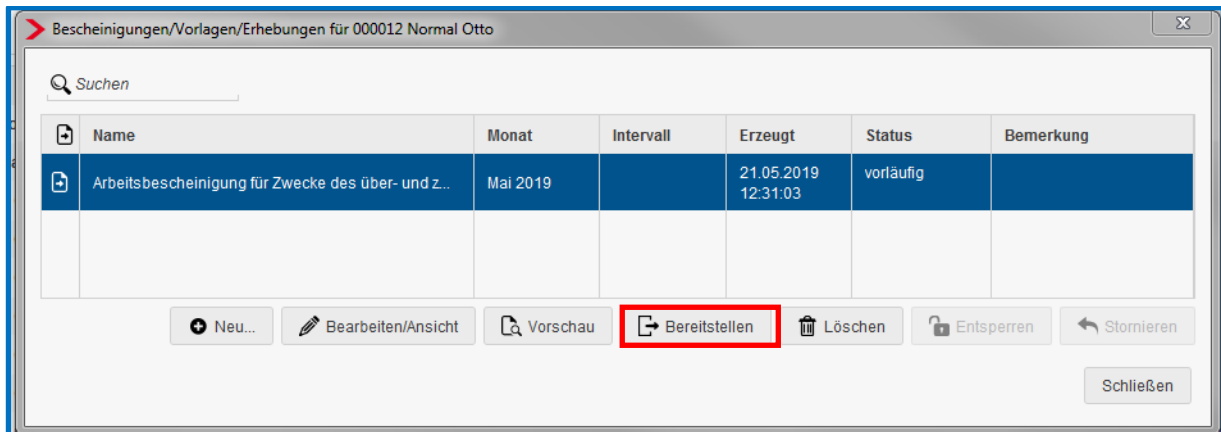 Bescheinigungen/Vorlagen/Erhebungen für 000012 Normal Otto
Suchen
Name Monat Intervall Erzeugt Status Bemerkung
Arbeitsbescheinigung für Zwecke des über- und z... Mai 2019 21.05.2019 vorläufig
12:31:03
Neu... Bearbeiten/Ansicht Vorschau Bereitstellen Löschen Entsperren Stornieren
Schließen